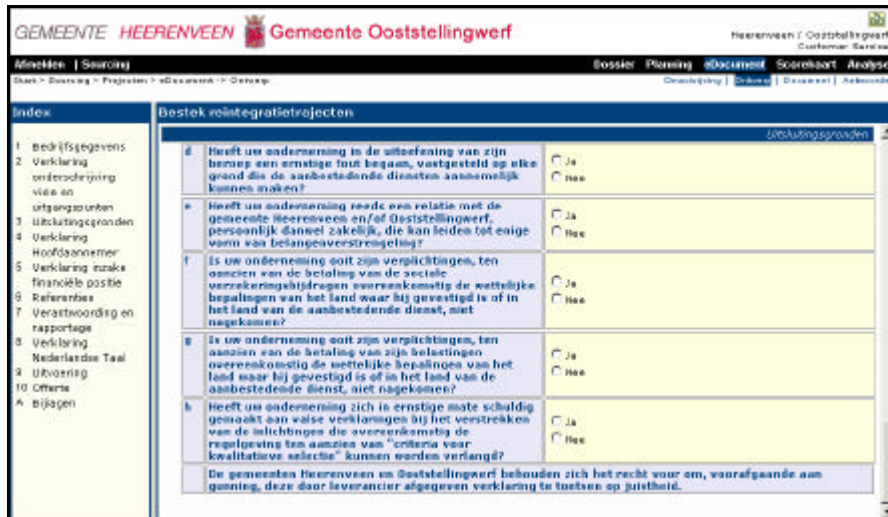 GEMEENTE HEERENVEEN Gemeente Ooststellingwerf
Heerenveen / Ooststellingwerf
Customer Service
Afmelden | Sourcing
Dossier Planning eDocument Scorekaart Analyse
Start > Sourcing > Projecten > eDocument > Ontwerp
Omschrijving | Ontwerp | Document | Antwoorde
Index
Bestek reintegratietrajecten
Uitsluitingsgronden
1 Bedrijfsgegevens
2 Verklaring
onderschrijving
visie en
uitgangspunten
3 Uitsluitingsgronden
4 Verklaring
Hoofdaannemer
5 Verklaring inzake
financiële positie
6 Referenties
7 Verantwoording en
rapportage
8 Verklaring
Nederlandse Taal
9 Uitvoering
10 Offerte
A Bijlagen
d Heeft uw onderneming in de uitoefening van zijn
beroep een ernstige fout begaan, vastgesteld op elke
grond die de aanbestedende diensten aannemelijk
kunnen maken?
Ja
Nee
e Heeft uw onderneming reeds een relatie met de
gemeente Heerenveen en/of Ooststellingwerf,
persoonlijk danwel zakelijk, die kan leiden tot enige
vorm van belangenverstrengeling?
Ja
Nee
f Is uw onderneming ooit zijn verplichtingen, ten
aanzien van de betaling van de sociale
verzekeringsbijdragen overeenkomstig de wettelijke
bepalingen van het land waar hij gevestigd is of in
het land van de aanbestedende dienst, niet
nagekomen?
Ja
Nee
g Is uw onderneming ooit zijn verplichtingen, ten
aanzien van de betaling van zijn belastingen
overeenkomstig de wettelijke bepalingen van het
land waar hij gevestigd is of in het land van de
aanbestedende dienst, niet nagekomen?
Ja
Nee
h Heeft uw onderneming zich in ernstige mate schuldig
gemaakt aan valse verklaringen bij het verstrekken
van de inlichtingen die overeenkomstig de
regelgeving ten aanzien van "criteria voor
kwalitatieve selectie" kunnen worden verlangd?
Ja
Nee
De gemeenten Heerenveen en Ooststellingwerf behouden zich het recht voor om, voorafgaande aan
gunning, deze door leverancier afgegeven verklaring te toetsen op juistheid.